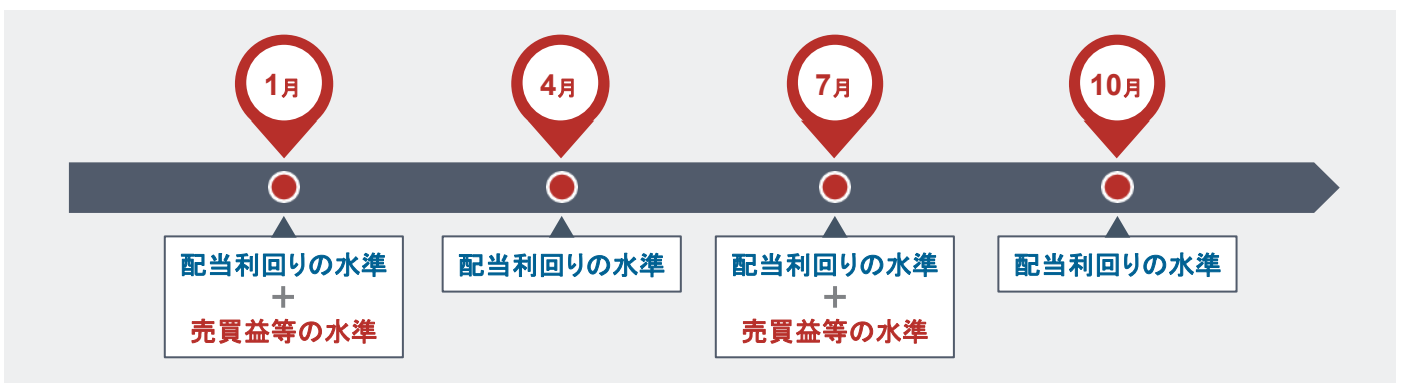 1月
4月
7月
10月
配当利回りの水準
+
売買益等の水準
配当利回りの水準
配当利回りの水準
+
売買益等の水準
配当利回りの水準